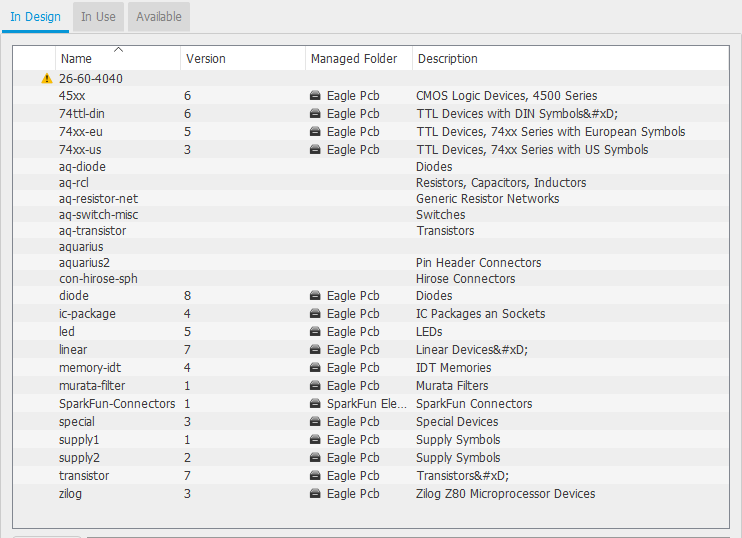 In Design In Use Available
Name Version Managed Folder Description
26-60-4040
45xx 6 Eagle Pcb CMOS Logic Devices, 4500 Series
74ttl-din 6 Eagle Pcb TTL Devices with DIN Symbols&#xD;
74xx-eu 5 Eagle Pcb TTL Devices, 74xx Series with European Symbols
74xx-us 3 Eagle Pcb TTL Devices, 74xx Series with US Symbols
aq-diode Diodes
aq-rcl Resistors, Capacitors, Inductors
aq-resistor-net Generic Resistor Networks
aq-switch-misc Switches
aq-transistor Transistors
aquarius
aquarius2 Pin Header Connectors
con-hirose-sph Hirose Connectors
diode 8 Eagle Pcb Diodes
ic-package 4 Eagle Pcb IC Packages an Sockets
led 5 Eagle Pcb LEDs
linear 7 Eagle Pcb Linear Devices&#xD;
memory-idt 4 Eagle Pcb IDT Memories
murata-filter 1 Eagle Pcb Murata Filters
SparkFun-Connectors 1 SparkFun Ele... SparkFun Connectors
special 3 Eagle Pcb Special Devices
supply1 1 Eagle Pcb Supply Symbols
supply2 2 Eagle Pcb Supply Symbols
transistor 7 Eagle Pcb Transistors&#xD;
zilog 3 Eagle Pcb Zilog Z80 Microprocessor Devices